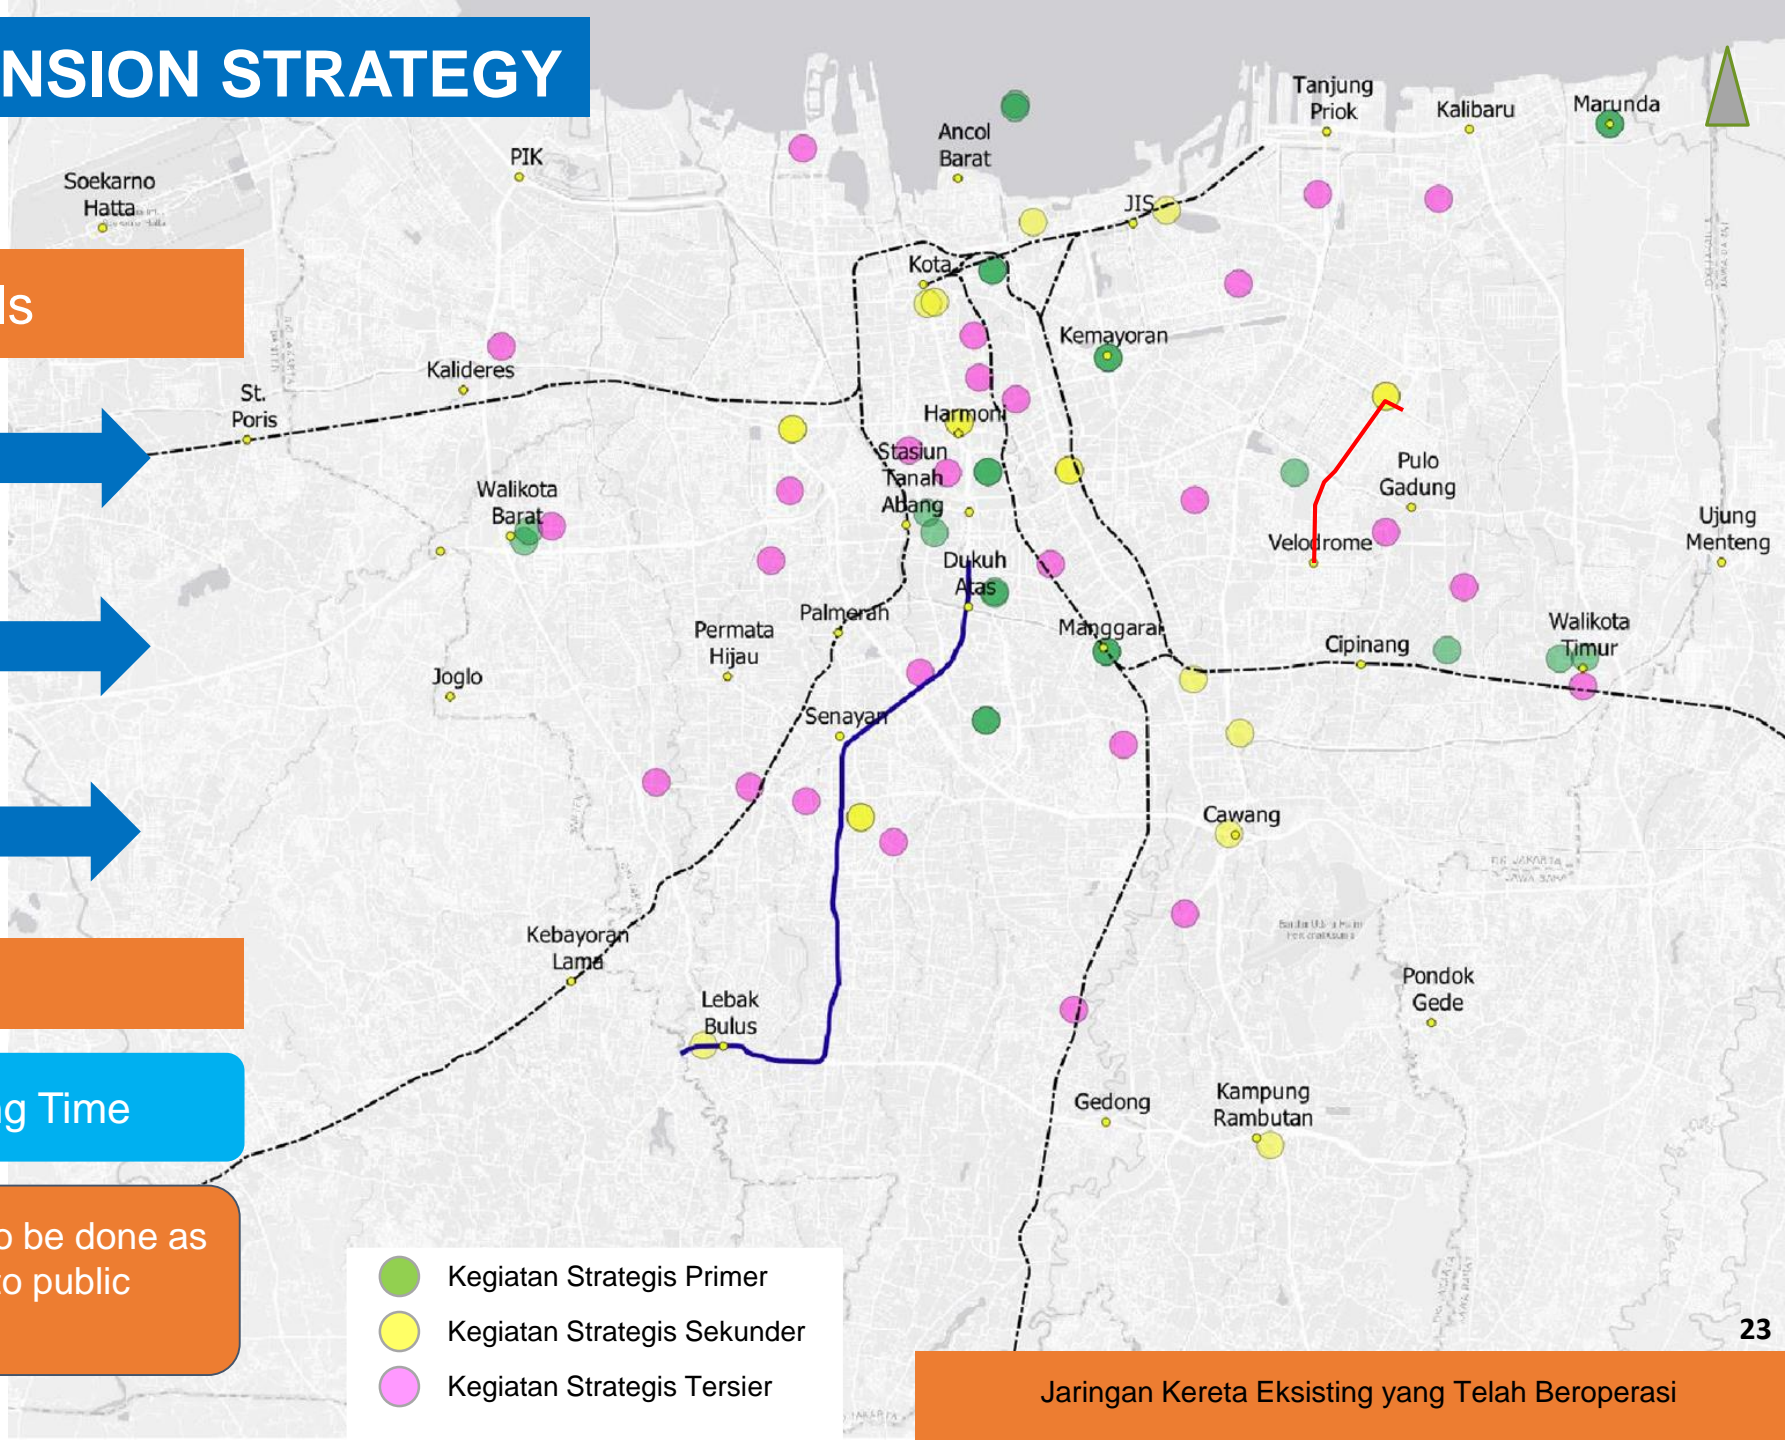 NSION STRATEGY
ls
ng Time
o be done as
to public
Soekarno
Hatta
PIK
Ancol
Barat
Tanjung
Priok
Kalibaru
Marunda
JIS
Kota
Kemayoran
Kalideres
St.
Poris
Harmoni
Stasiun
Tanah
Abang
Walikota
Barat
Pulo
Gadung
Velodrome
Ujung
Menteng
Dukuh
Atas
Palmerah
Permata
Hijau
Manggarai
Cipinang
Walikota
Timur
Joglo
Senayan
Cawang
Kebayoran
Lama
Lebak
Bulus
Pondok
Gede
Gedong
Kampung
Rambutan
Kegiatan Strategis Primer
Kegiatan Strategis Sekunder
Kegiatan Strategis Tersier
23
Jaringan Kereta Eksisting yang Telah Beroperasi